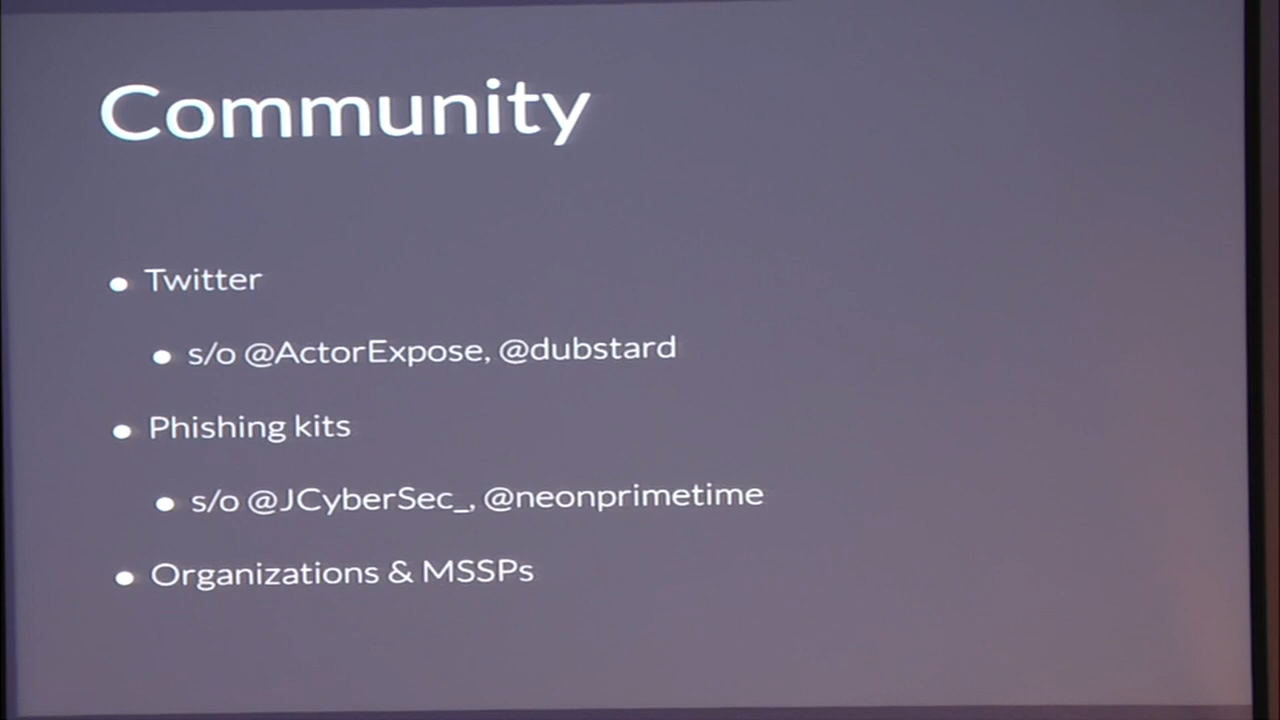 Community
• Twitter
• s/o @ActorExpose, @dubstard
• Phishing kits
• s/o @JCyberSec_, @neonprimetime
• Organizations & MSSPs